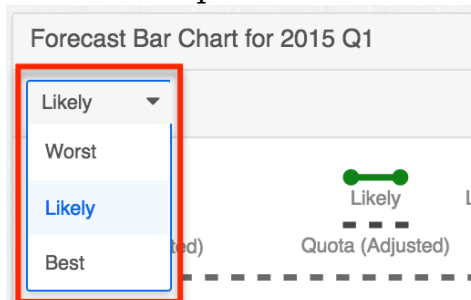 Forecast Bar Chart for 2015 Q1
Likely
Worst
Likely
Best
Likely
Quota (Adjusted)